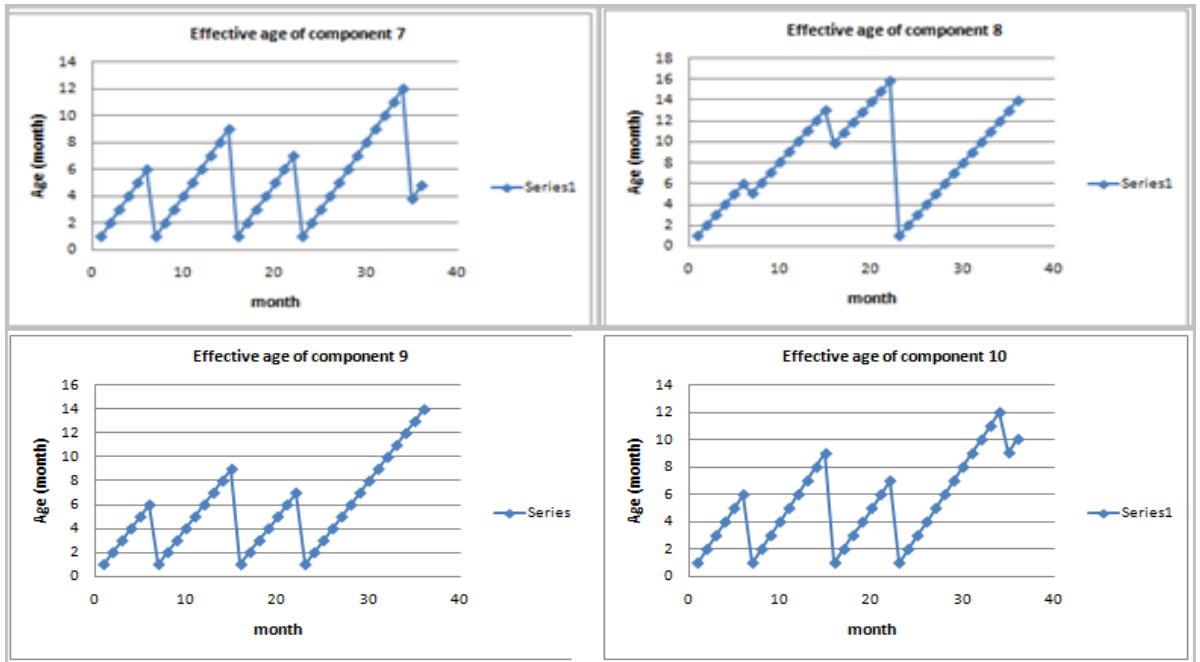 Effective age of component 7
14
12
10
8
6
4
2
0
Age (month)
0 10 20 30 40
month
Series1
Effective age of component 8
18
16
14
12
10
8
6
4
2
0
Age (month)
0 10 20 30 40
month
Series1
Effective age of component 9
16
14
12
10
8
6
4
2
0
Age (month)
0 10 20 30 40
month
Series
Effective age of component 10
14
12
10
8
6
4
2
0
Age (month)
0 10 20 30 40
month
Series1